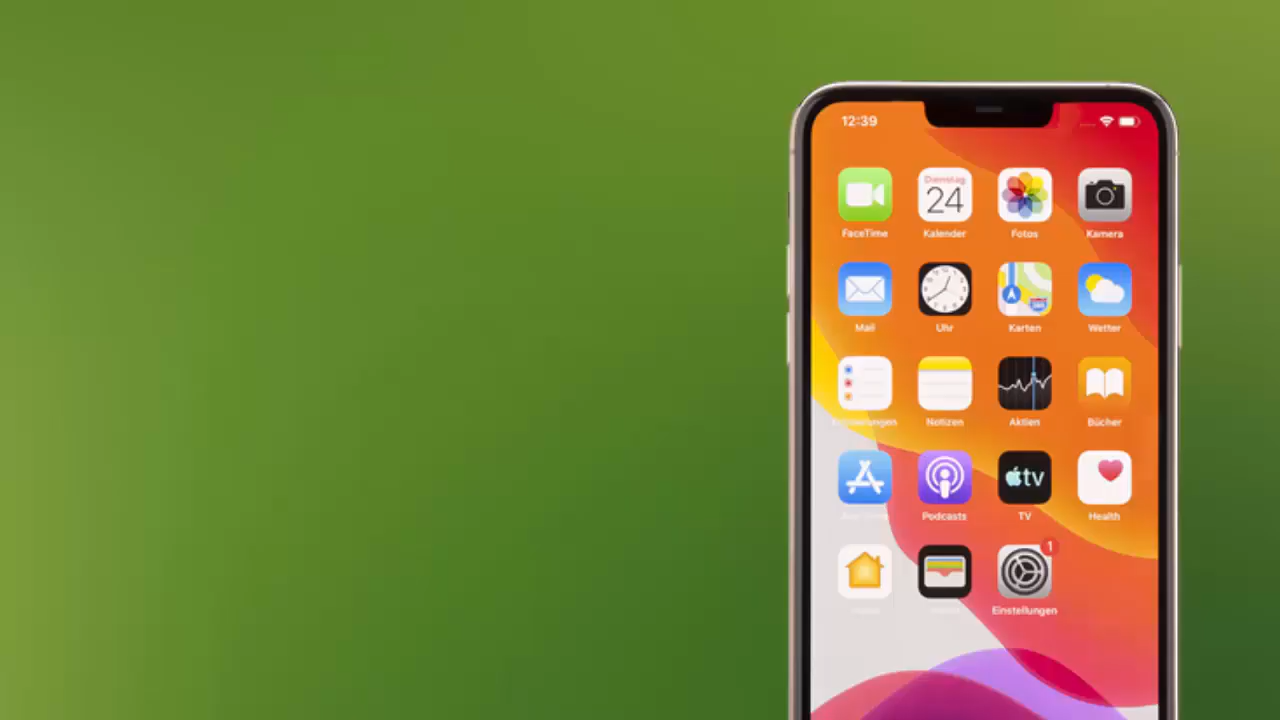 12:39
Dienstag
24
FaceTime
Kalender
Fotos
Kamera
Mail
Uhr
Karten
Wetter
Notizen
Aktien
Bücher
tv
Podcasts
TV
Health
1
Einstellungen